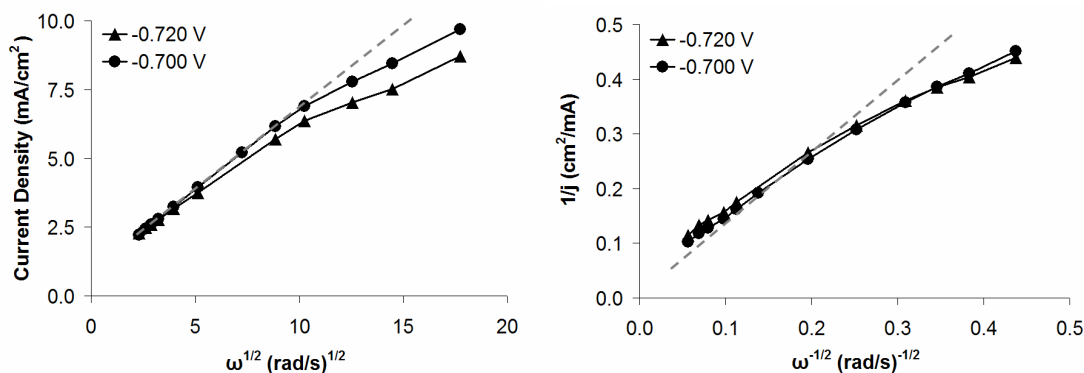 10.0
7.5
5.0
2.5
0.0
Current Density (mA/cm²)
-0.720 V
-0.700 V
0
5
10
15
20
ω^1/2 (rad/s)^1/2
0.5
0.4
0.3
0.2
0.1
0.0
1/j (cm²/mA)
-0.720 V
-0.700 V
0.0
0.1
0.2
0.3
0.4
0.5
ω^-1/2 (rad/s)^-1/2